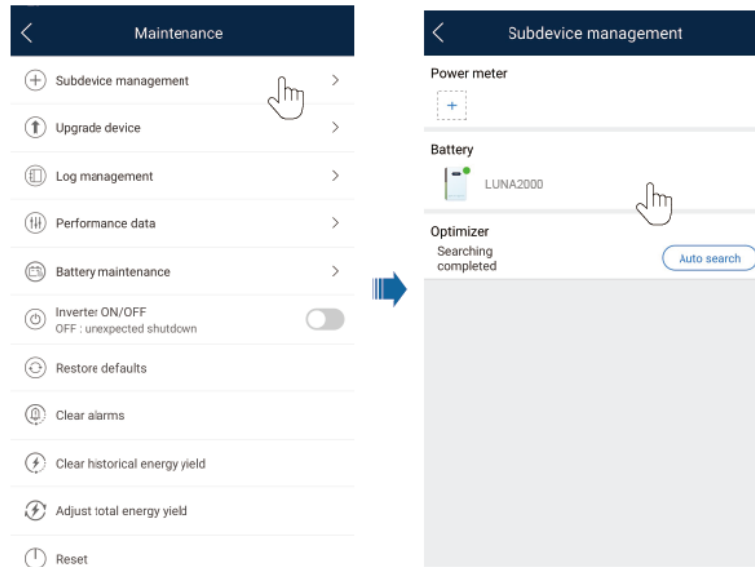 Maintenance
Subdevice management
Upgrade device
Log management
Performance data
Battery maintenance
Inverter ON/OFF
OFF : unexpected shutdown
Restore defaults
Clear alarms
Clear historical energy yield
Adjust total energy yield
Reset
Subdevice management
Power meter
+
Battery
LUNA2000
Optimizer
Searching
completed
Auto search